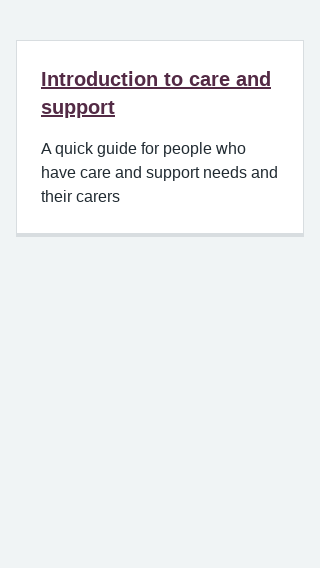 Introduction to care and
support
A quick guide for people who
have care and support needs and
their carers